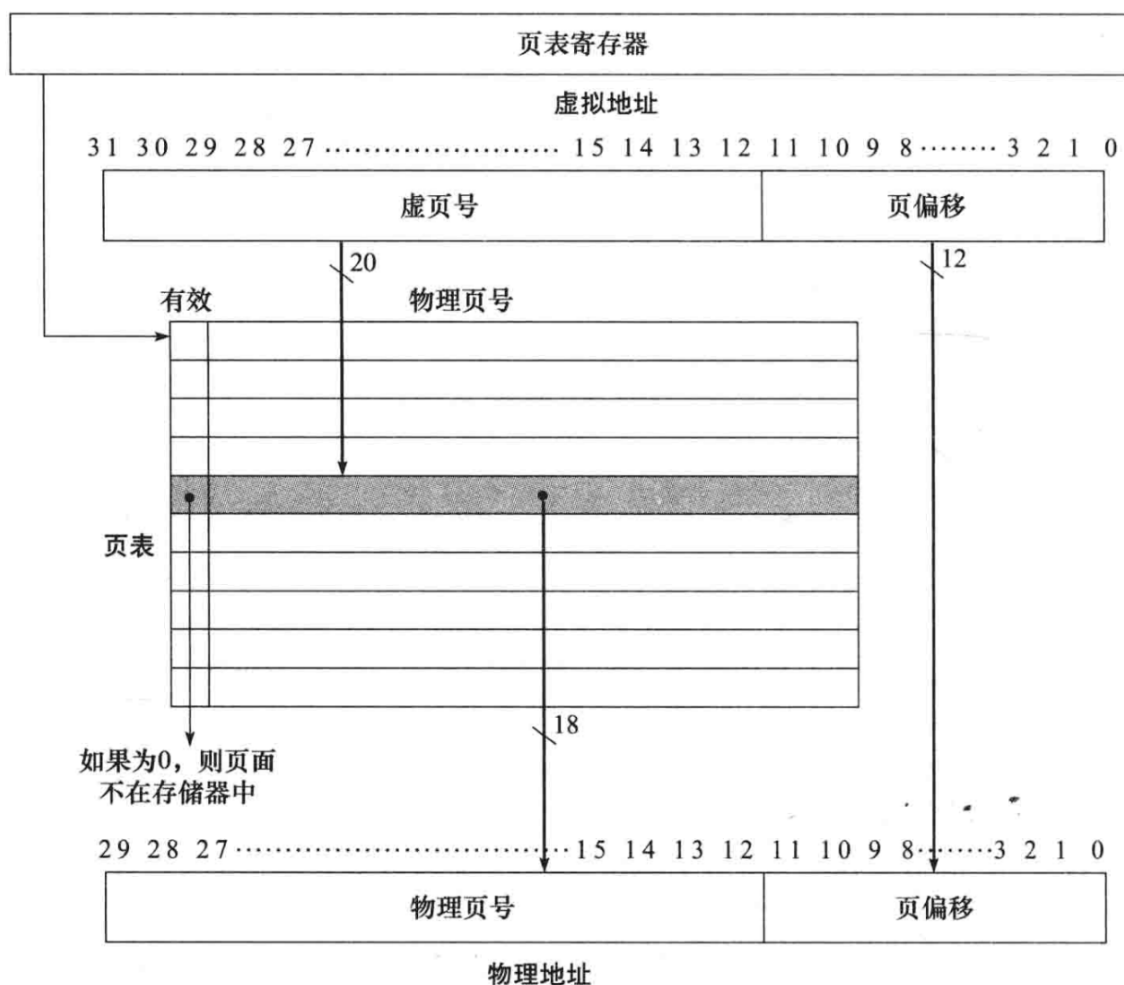 页表寄存器
虚拟地址
31 30 29 28 27 ······················· 15 14 13 12 11 10 9 8 ········ 3 2 1 0
虚页号 页偏移
20 12
有效 物理页号
页表
18
如果为0，则页面
不在存储器中
29 28 27 ································· 15 14 13 12 11 10 9 8 ········ 3 2 1 0
物理页号 页偏移
物理地址